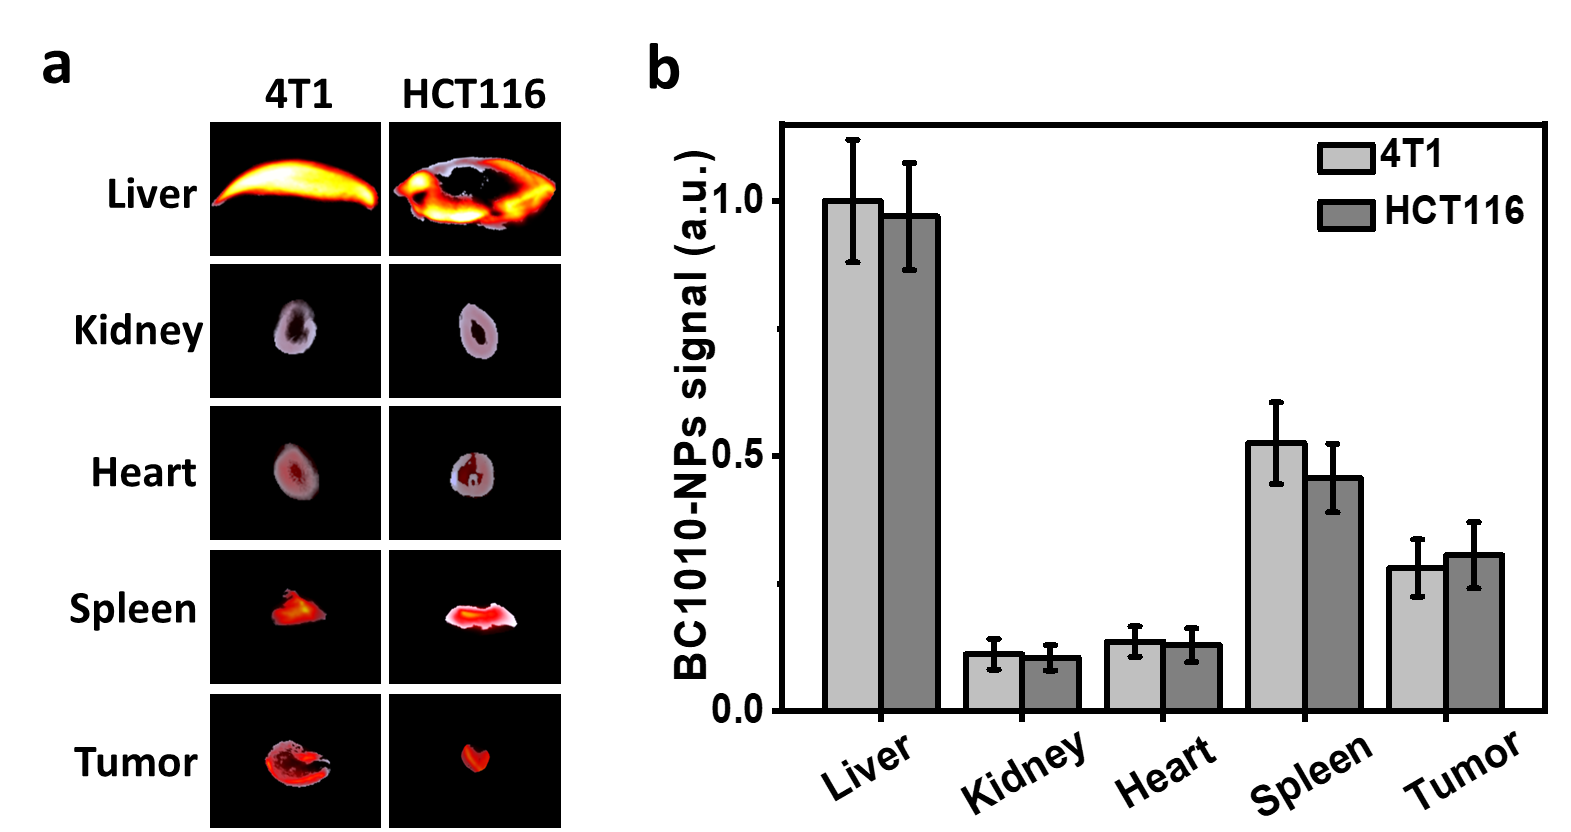 a
4T1 HCT116
Liver
Kidney
Heart
Spleen
Tumor
b
BC1010-NPs signal (a.u.)
1.0
0.5
0.0
4T1
HCT116
Liver Kidney Heart Spleen Tumor